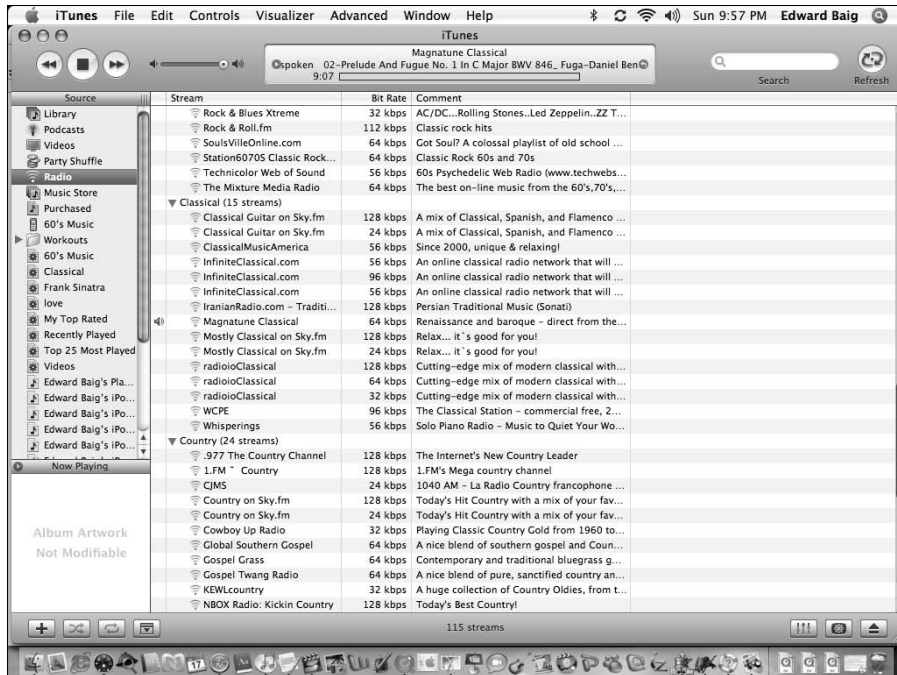 iTunes File Edit Controls Visualizer Advanced Window Help Sun 9:57 PM Edward Baig
iTunes
Magnatune Classical
spoken 02-Prelude And Fugue No. 1 In C Major BWV 846_ Fuga-Daniel Ben
9:07
Search
Refresh
Source
Library
Podcasts
Videos
Party Shuffle
Radio
Music Store
Purchased
60's Music
Workouts
60's Music
Classical
Frank Sinatra
love
My Top Rated
Recently Played
Top 25 Most Played
Videos
Edward Baig's Pla...
Edward Baig's iPo...
Edward Baig's iPo...
Edward Baig's iPo...
Edward Baig's iPo...
Now Playing
Album Artwork
Not Modifiable
Stream Bit Rate Comment
Rock & Blues Xtreme 32 kbps AC/DC...Rolling Stones..Led Zeppelin..ZZ T...
Rock & Roll.fm 112 kbps Classic rock hits
SoulsVilleOnline.com 64 kbps Got Soul? A colossal playlist of old school ...
Station6070S Classic Rock... 64 kbps Classic Rock 60s and 70s
Technicolor Web of Sound 56 kbps 60s Psychedelic Web Radio (www.techwebs...
The Mixture Media Radio 64 kbps The best on-line music from the 60's,70's,...
Classical (15 streams)
Classical Guitar on Sky.fm 128 kbps A mix of Classical, Spanish, and Flamenco ...
Classical Guitar on Sky.fm 24 kbps A mix of Classical, Spanish, and Flamenco ...
ClassicalMusicAmerica 56 kbps Since 2000, unique & relaxing!
InfiniteClassical.com 56 kbps An online classical radio network that will ...
InfiniteClassical.com 96 kbps An online classical radio network that will ...
InfiniteClassical.com 56 kbps An online classical radio network that will ...
IranianRadio.com – Traditi... 128 kbps Persian Traditional Music (Sonati)
Magnatune Classical 64 kbps Renaissance and baroque – direct from the...
Mostly Classical on Sky.fm 128 kbps Relax... it`s good for you!
Mostly Classical on Sky.fm 24 kbps Relax... it`s good for you!
radioioClassical 128 kbps Cutting-edge mix of modern classical with...
radioioClassical 64 kbps Cutting-edge mix of modern classical with...
radioioClassical 32 kbps Cutting-edge mix of modern classical with...
WCPE 96 kbps The Classical Station – commercial free, 2...
Whisperings 56 kbps Solo Piano Radio – Music to Quiet Your Wo...
Country (24 streams)
.977 The Country Channel 128 kbps The Internet's New Country Leader
1.FM ~ Country 128 kbps 1.FM's Mega country channel
CJMS 24 kbps 1040 AM – La Radio Country francophone ...
Country on Sky.fm 128 kbps Today's Hit Country with a mix of your fav...
Country on Sky.fm 24 kbps Today's Hit Country with a mix of your fav...
Cowboy Up Radio 32 kbps Playing Classic Country Gold from 1960 to...
Global Southern Gospel 64 kbps A nice blend of southern gospel and Coun...
Gospel Grass 64 kbps Contemporary and traditional bluegrass g...
Gospel Twang Radio 64 kbps A nice blend of pure, sanctified country an...
KEWLcountry 32 kbps A huge collection of Country Oldies, from t...
NBOX Radio: Kickin Country 128 kbps Today's Best Country!
115 streams
17